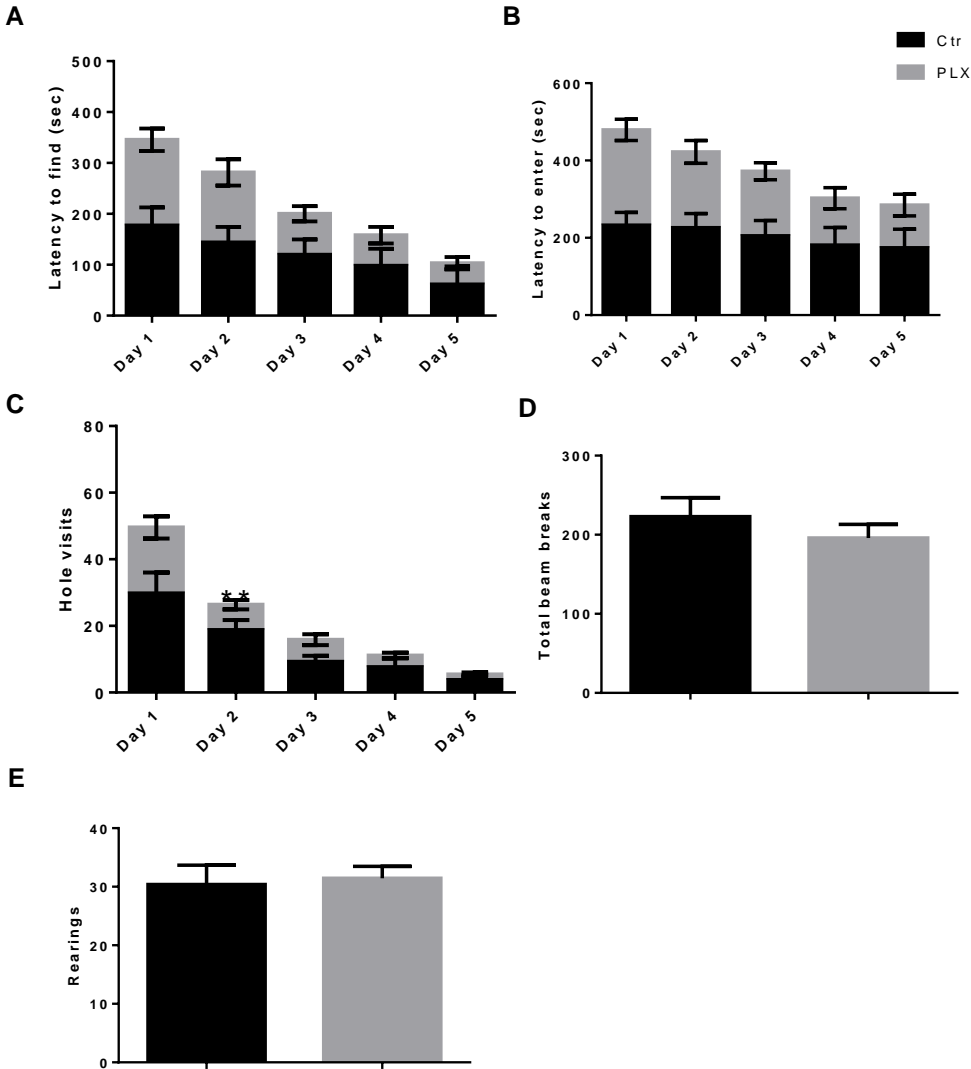 A
Latency to find (sec)
500
400
300
200
100
0
Day 1
Day 2
Day 3
Day 4
Day 5
B
Ctr
PLX
Latency to enter (sec)
600
400
200
0
Day 1
Day 2
Day 3
Day 4
Day 5
C
Hole visits
80
60
40
20
0
**
Day 1
Day 2
Day 3
Day 4
Day 5
D
Total beam breaks
300
200
100
0
E
Rearings
40
30
20
10
0